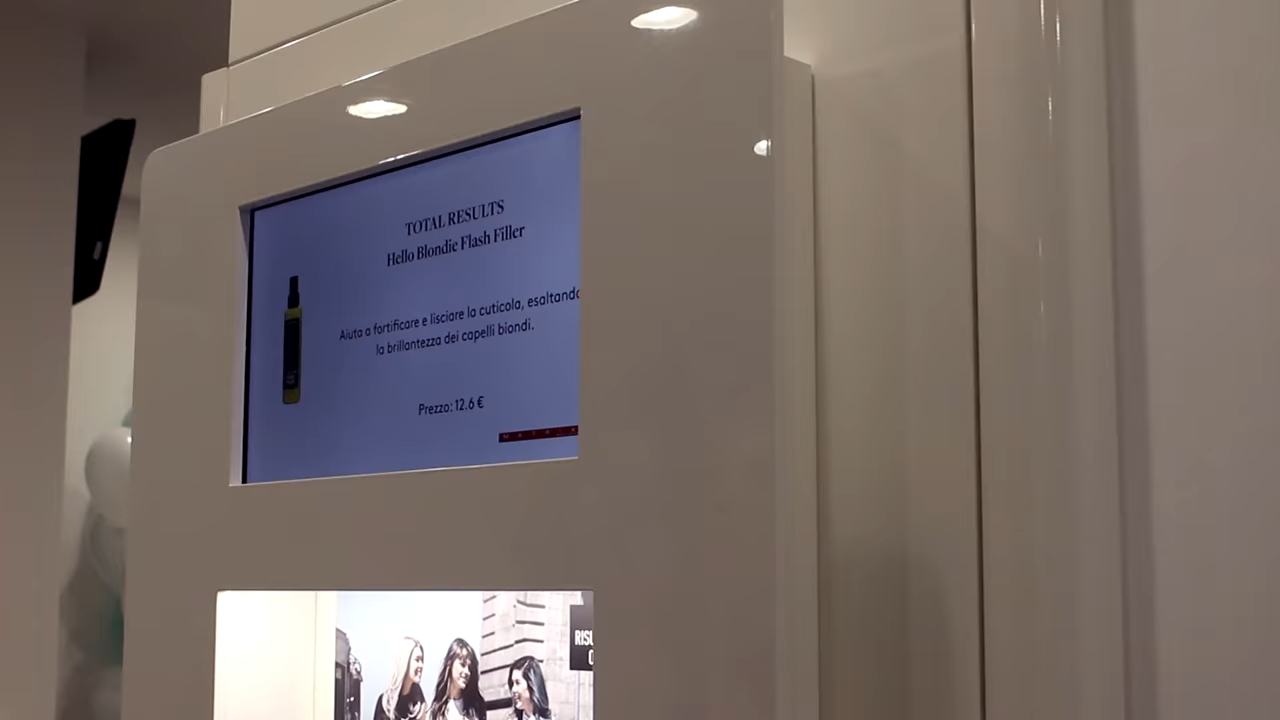 TOTAL RESULTS
Hello Blondie Flash Filler
Aiuta a fortificare e lisciare la cuticola, esaltando
la brillantezza dei capelli biondi.
Prezzo: 12.6 €
MATRIX